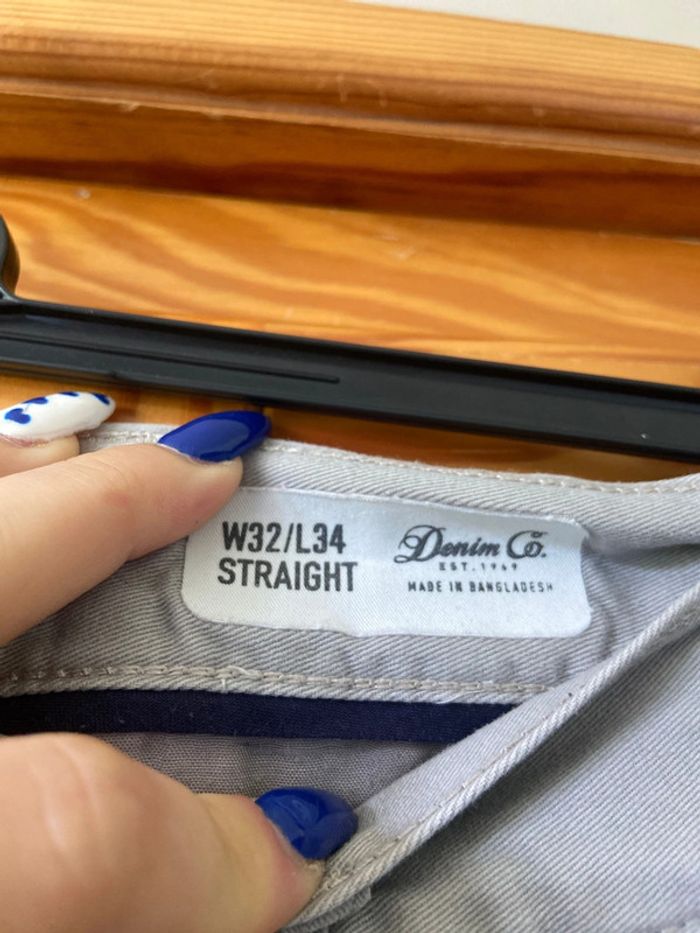 W32/L34
STRAIGHT
Denim Co.
EST. 1969
MADE IN BANGLADESH